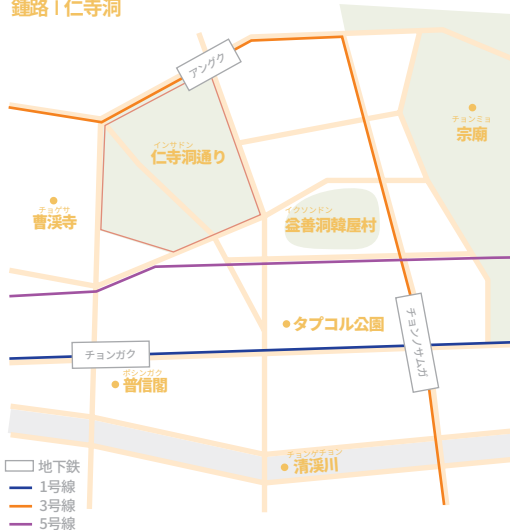 鍾路 | 仁寺洞
アングク
チョンミョ
宗廟
インサドン
仁寺洞通り
チョゲサ
曹渓寺
イクソンドン
益善洞韓屋村
タプコル公園
チョンノサムガ
チョンガク
ポシンガク
普信閣
チョンゲチョン
清渓川
地下鉄
1号線
3号線
5号線